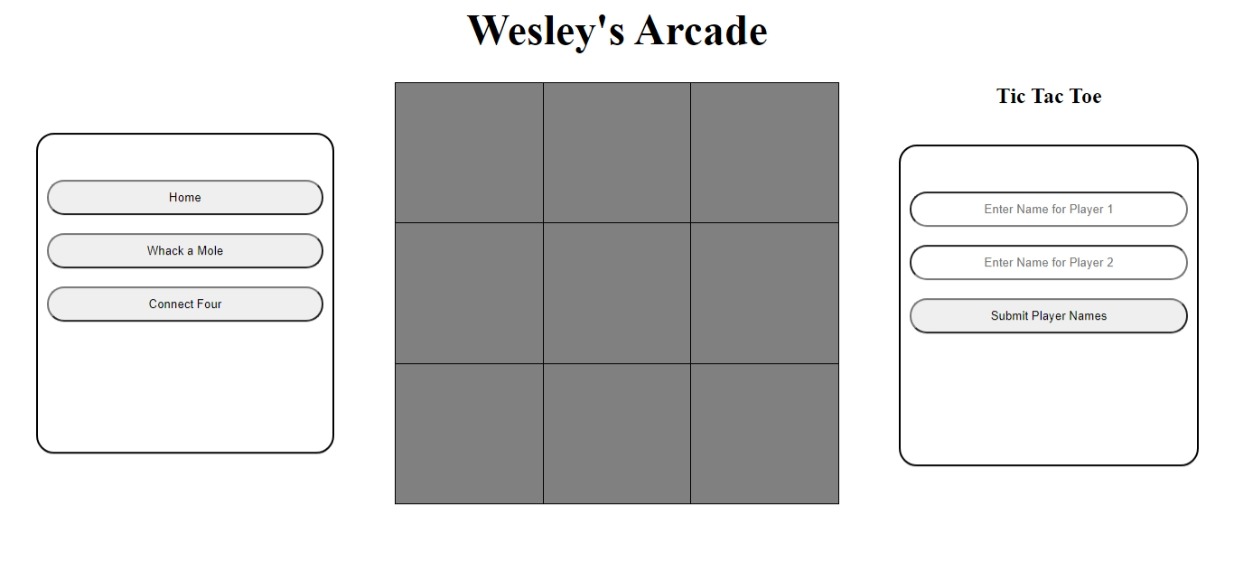 Wesley's Arcade
Home
Whack a Mole
Connect Four
Tic Tac Toe
Enter Name for Player 1
Enter Name for Player 2
Submit Player Names